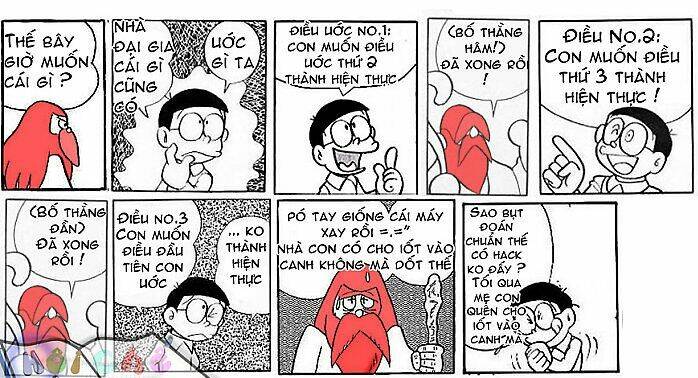 THẾ BÂY
GIỜ MUỐN
CÁI GÌ ?
NHÀ
ĐẠI GIA
CÁI GÌ
CŨNG
CÓ
UỚC
GÌ TA
ĐIỀU UỚC NO.1:
CON MUỐN ĐIỀU
UỚC THỨ 2
THÀNH HIỆN THỰC
(BỐ THẰNG
HÂM!)
ĐÃ XONG RỒI
!
ĐIỀU NO.2:
CON MUỐN ĐIỀU
THỨ 3 THÀNH
HIỆN THỰC !
(BỐ THẰNG
ĐẦN)
ĐÃ XONG
RỒI !
ĐIỀU NO.3
CON MUỐN
ĐIỀU ĐẦU
TIÊN CON
UỚC
... KO
THÀNH
HIỆN
THỰC
PÓ TAY GIỐNG CÁI MÁY
XAY RỒI =.="
NHÀ CON CÓ CHO IỐT VÀO
CANH KHÔNG MÀ DỐT THẾ
SAO BỤT
ĐOÁN
CHUẨN THẾ
CÓ HACK
KO ĐẤY ?
TỐI QUA
MẸ CON
QUÊN CHO
IỐT VÀO
CANH MÀ